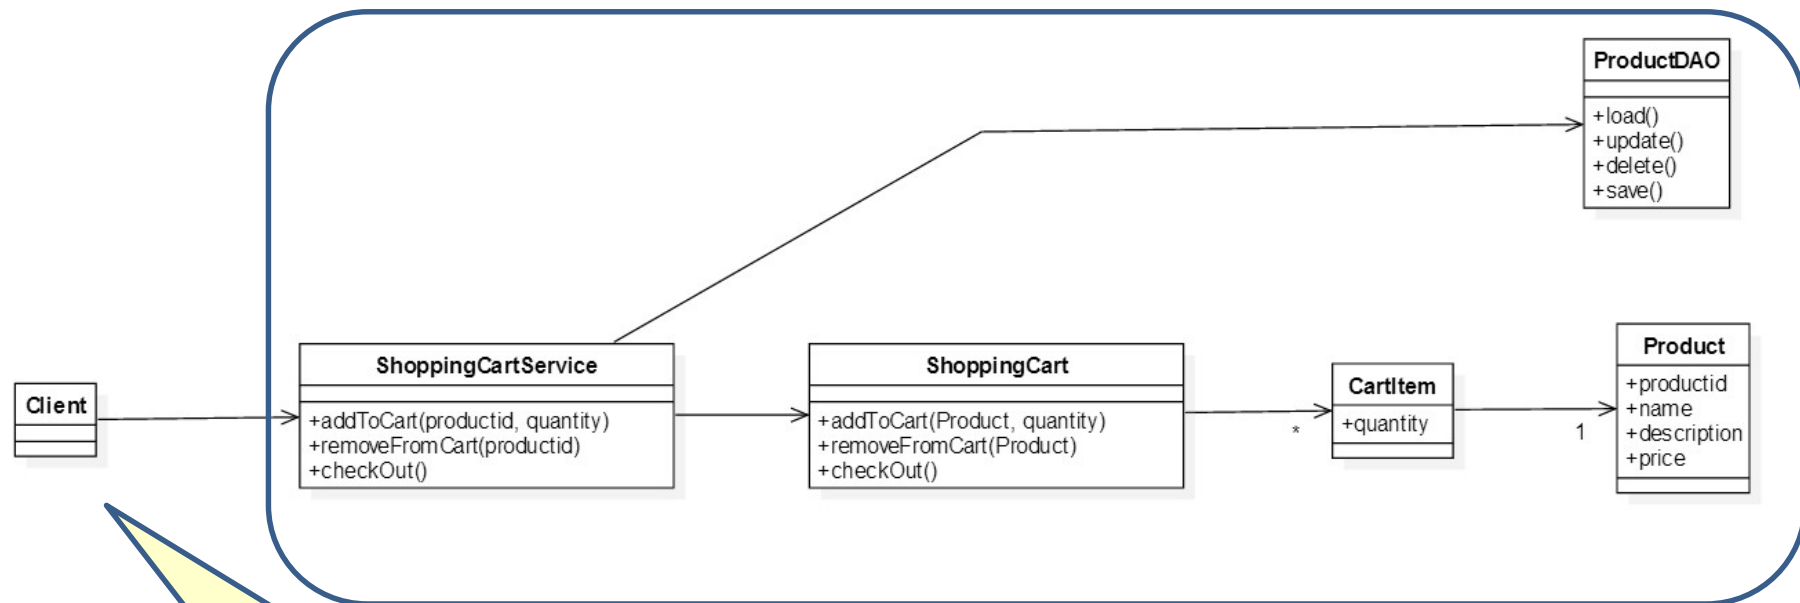 ProductDAO
+load()
+update()
+delete()
+save()
Client
ShoppingCartService
+addToCart(productid, quantity)
+removeFromCart(productid)
+checkOut()
ShoppingCart
+addToCart(Product, quantity)
+removeFromCart(Product)
+checkOut()
*
CartItem
+quantity
1
Product
+productid
+name
+description
+price